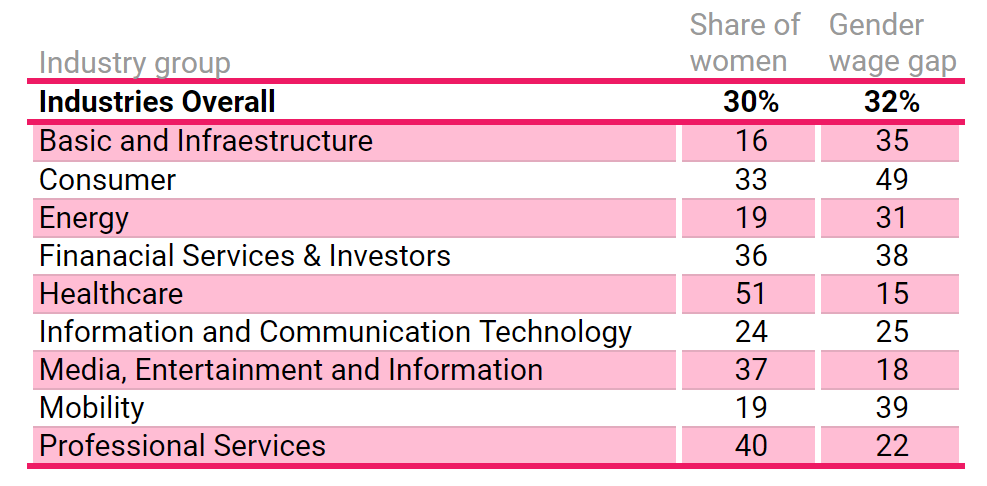 Share of Gender
Industry group women wage gap
Industries Overall 30% 32%
Basic and Infraestructure 16 35
Consumer 33 49
Energy 19 31
Finanacial Services & Investors 36 38
Healthcare 51 15
Information and Communication Technology 24 25
Media, Entertainment and Information 37 18
Mobility 19 39
Professional Services 40 22